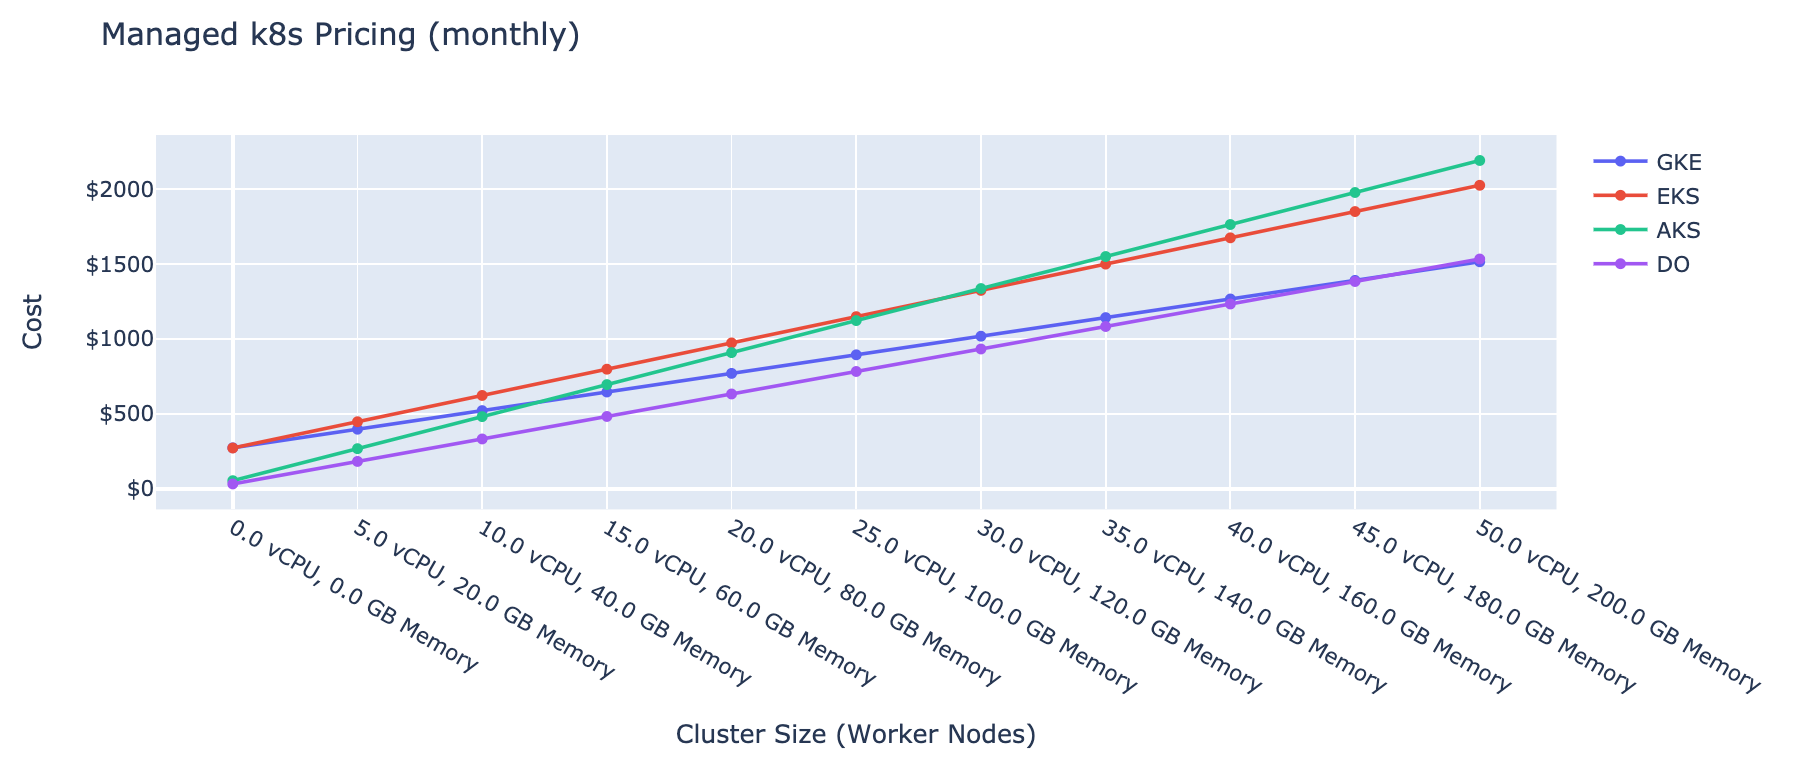 Managed k8s Pricing (monthly)
GKE
EKS
AKS
DO
Cost
$2000
$1500
$1000
$500
$0
0.0 vCPU, 0.0 GB Memory
5.0 vCPU, 20.0 GB Memory
10.0 vCPU, 40.0 GB Memory
15.0 vCPU, 60.0 GB Memory
20.0 vCPU, 80.0 GB Memory
25.0 vCPU, 100.0 GB Memory
30.0 vCPU, 120.0 GB Memory
35.0 vCPU, 140.0 GB Memory
40.0 vCPU, 160.0 GB Memory
45.0 vCPU, 180.0 GB Memory
50.0 vCPU, 200.0 GB Memory
Cluster Size (Worker Nodes)